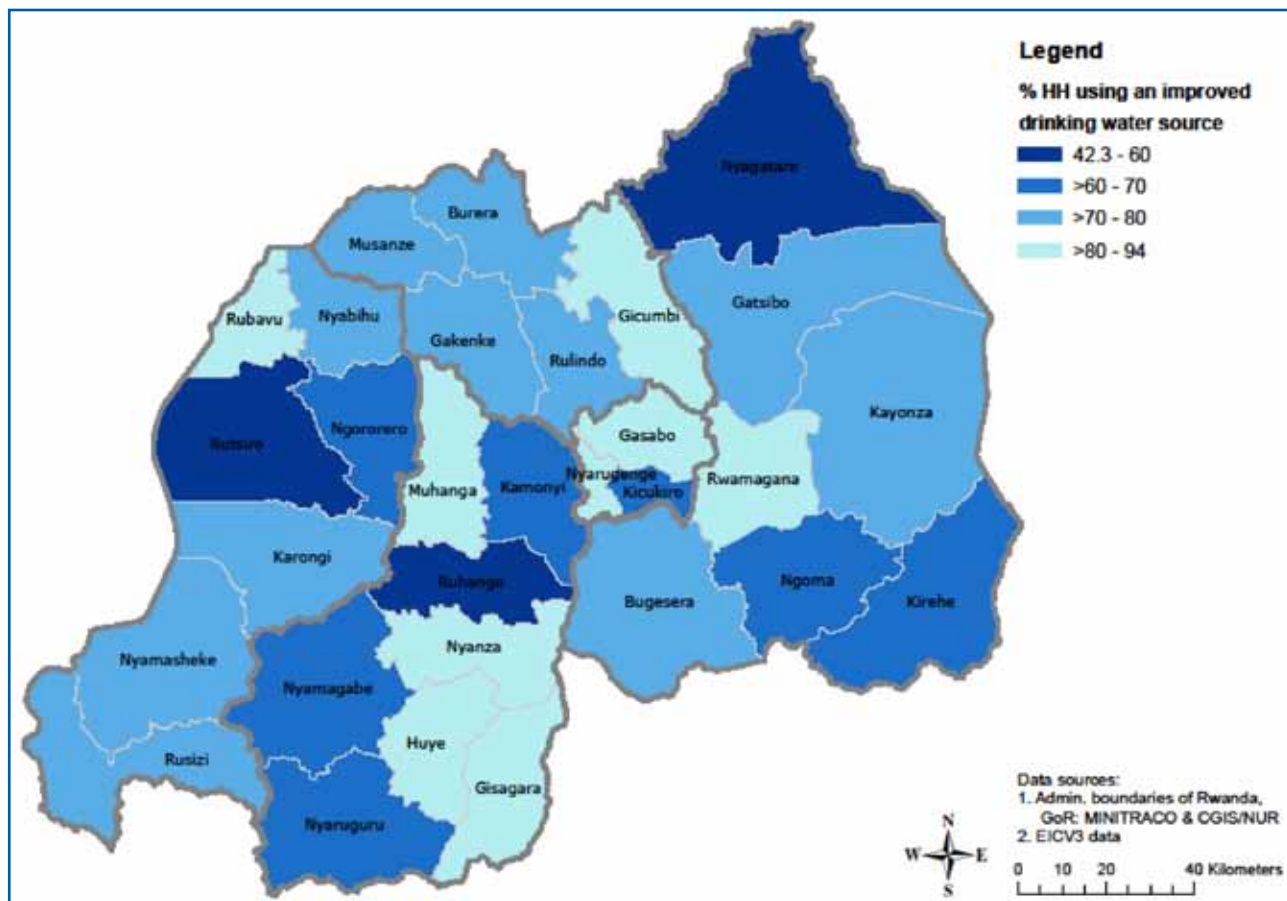 Legend
% HH using an improved
drinking water source
42.3 - 60
>60 - 70
>70 - 80
>80 - 94
Nyagatare
Burera
Musanze
Gatsibo
Rubavu
Nyabihu
Gicumbi
Gakenke
Rulindo
Kayonza
Rutsiro
Ngororero
Gasabo
Nyarugenge
Kicukiro
Rwamagana
Muhanga
Kamonyi
Karongi
Ruhango
Ngoma
Kirehe
Bugesera
Nyanza
Nyamasheke
Nyamagabe
Huye
Rusizi
Gisagara
Nyaruguru
Data sources:
1. Admin. boundaries of Rwanda,
GoR: MINITRACO & CGIS/NUR
2. EICV3 data
N
W E
S
0 10 20 40 Kilometers